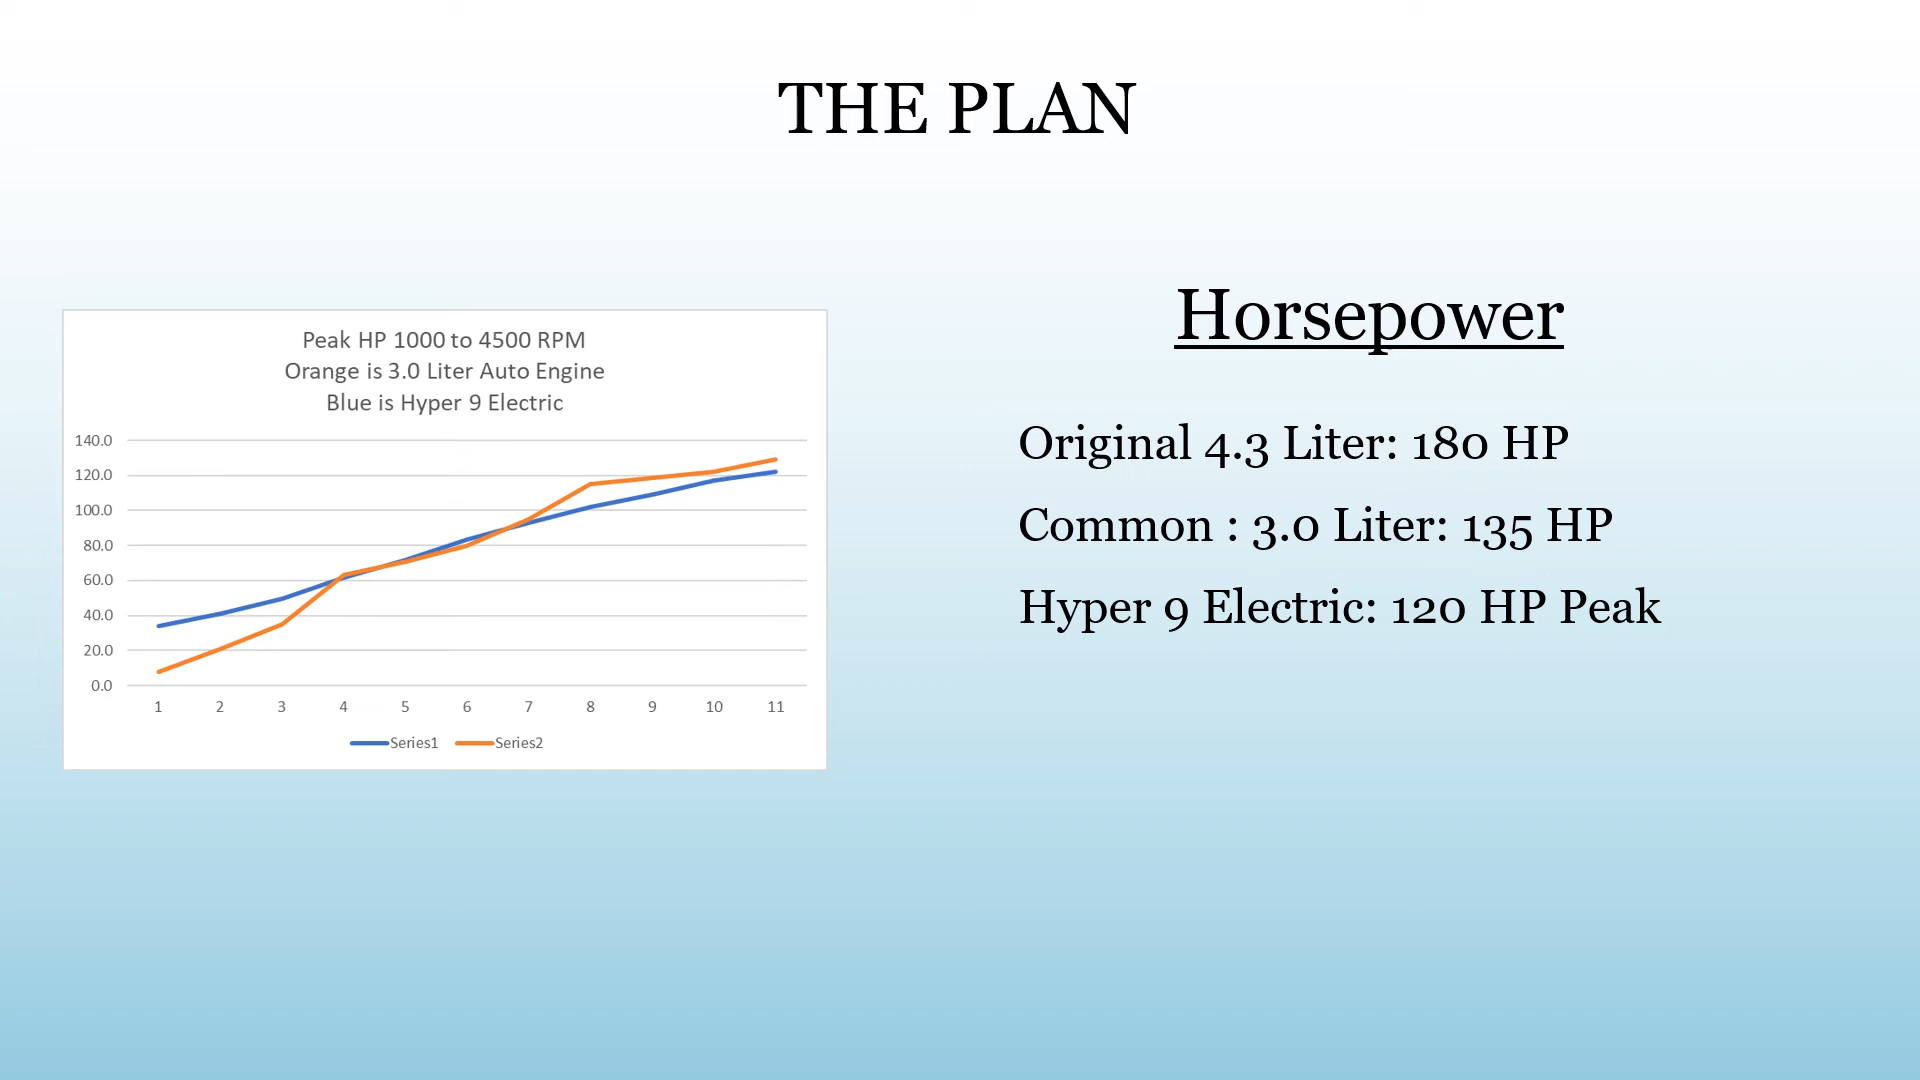 THE PLAN
Peak HP 1000 to 4500 RPM
Orange is 3.0 Liter Auto Engine
Blue is Hyper 9 Electric
140.0
120.0
100.0
80.0
60.0
40.0
20.0
0.0
1 2 3 4 5 6 7 8 9 10 11
Series1 Series2
Horsepower
Original 4.3 Liter: 180 HP
Common : 3.0 Liter: 135 HP
Hyper 9 Electric: 120 HP Peak